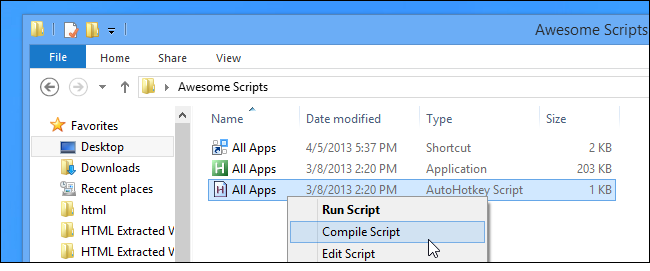 Awesome Scripts
File Home Share View
Awesome Scripts
Name Date modified Type Size
Favorites
Desktop
Downloads
Recent places
html
HTML Extracted V
HTML Extracted V
All Apps 4/5/2013 5:37 PM Shortcut 2 KB
All Apps 3/8/2013 2:20 PM Application 203 KB
All Apps 3/8/2013 2:20 PM AutoHotkey Script 1 KB
Run Script
Compile Script
Edit Script